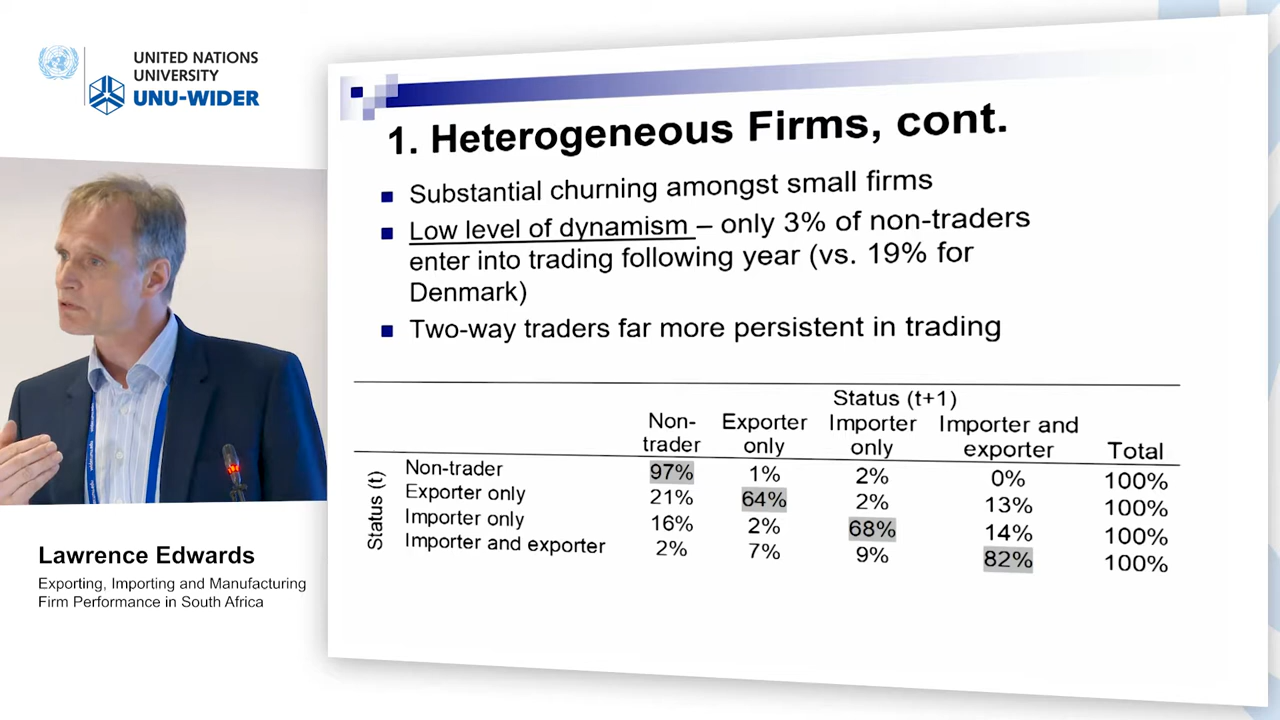 UNITED NATIONS
UNIVERSITY
UNU-WIDER
1. Heterogeneous Firms, cont.
Substantial churning amongst small firms
Low level of dynamism – only 3% of non-traders
enter into trading following year (vs. 19% for
Denmark)
Two-way traders far more persistent in trading
Status (t+1)
Non-
trader
Exporter
only
Importer
only
Importer and
exporter
Total
Status (t)
Non-trader 97% 1% 2% 0% 100%
Exporter only 21% 64% 2% 13% 100%
Importer only 16% 2% 68% 14% 100%
Importer and exporter 2% 7% 9% 82% 100%
Lawrence Edwards
Exporting, Importing and Manufacturing
Firm Performance in South Africa